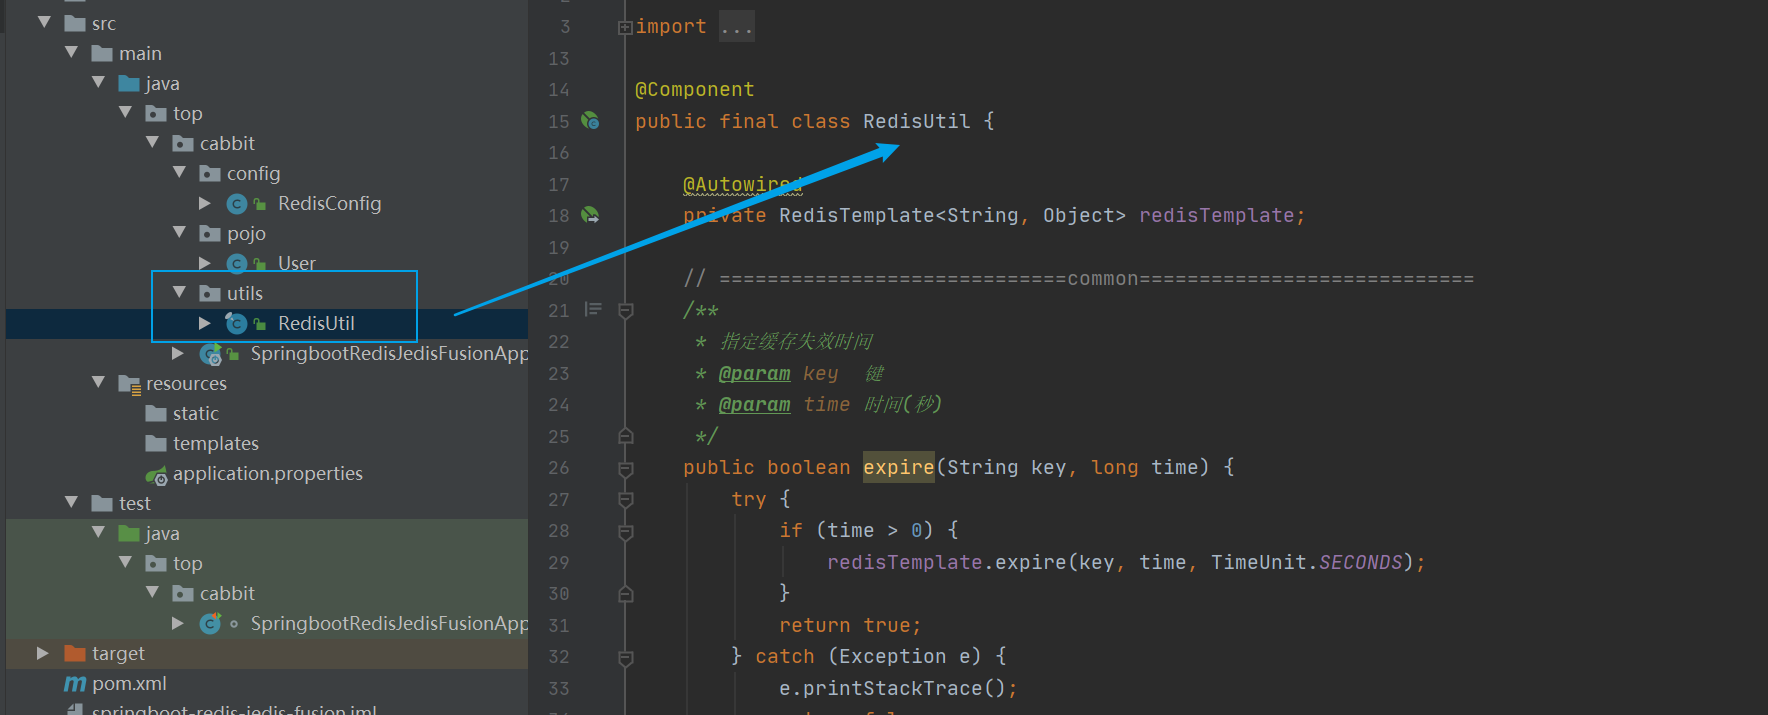 src
main
java
top
cabbit
config
RedisConfig
pojo
User
utils
RedisUtil
SpringbootRedisJedisFusionApp
resources
static
templates
application.properties
test
java
top
cabbit
SpringbootRedisJedisFusionApp
target
pom.xml
springboot-redis-jedis-fusion.iml
3 import ...
13
14 @Component
15 public final class RedisUtil {
16
17 @Autowired
18 private RedisTemplate<String, Object> redisTemplate;
19
20 // =============================common============================
21 /**
22 * 指定缓存失效时间
23 * @param key 键
24 * @param time 时间(秒)
25 */
26 public boolean expire(String key, long time) {
27 try {
28 if (time > 0) {
29 redisTemplate.expire(key, time, TimeUnit.SECONDS);
30 }
31 return true;
32 } catch (Exception e) {
33 e.printStackTrace();